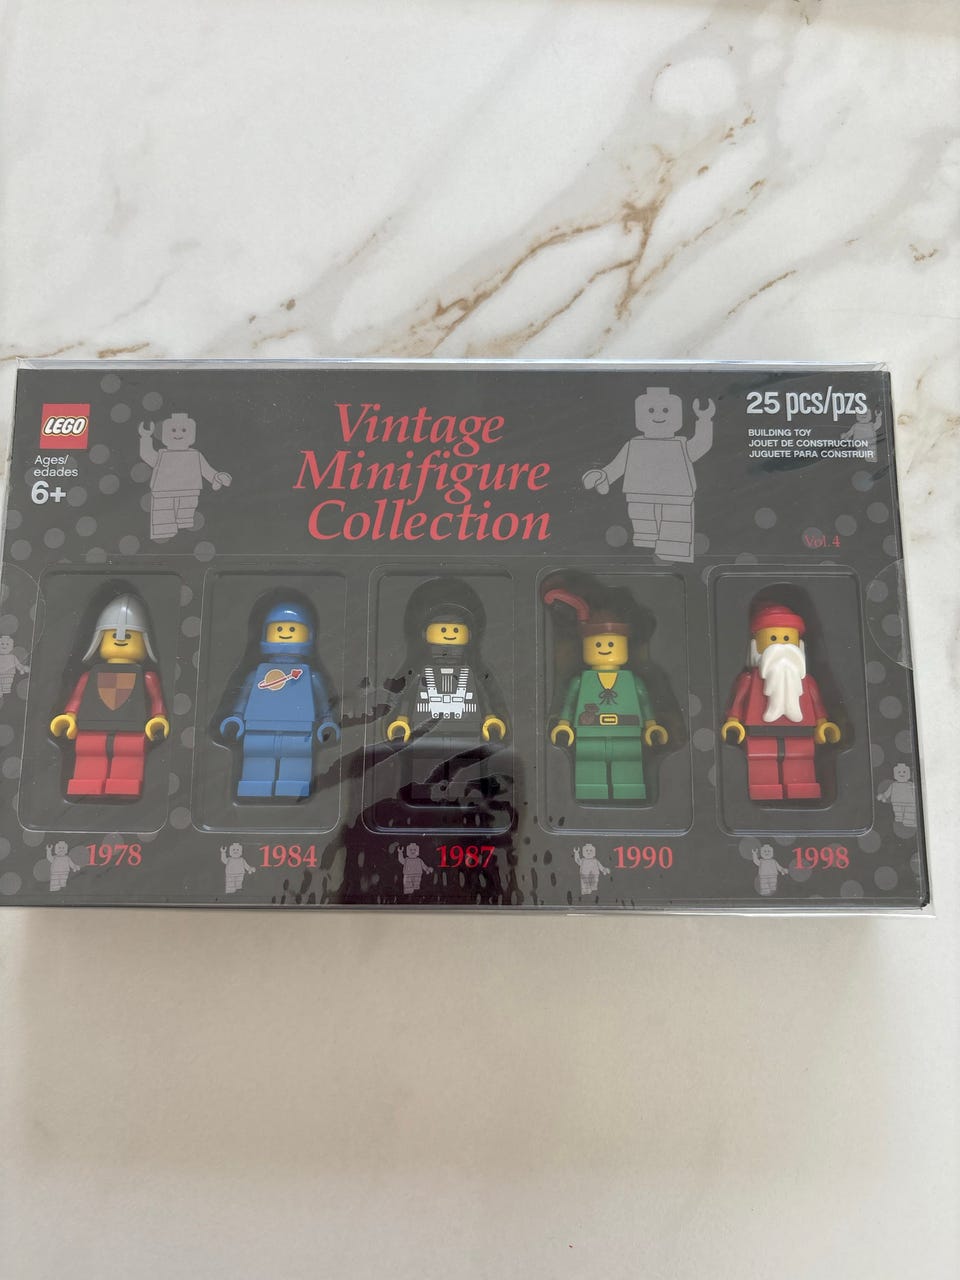 LEGO
Ages/
edades
6+
Vintage
Minifigure
Collection
25 pcs/pzs
BUILDING TOY
JOUET DE CONSTRUCTION
JUGUETE PARA CONSTRUIR
Vol.4
1978
1984
1987
1990
1998